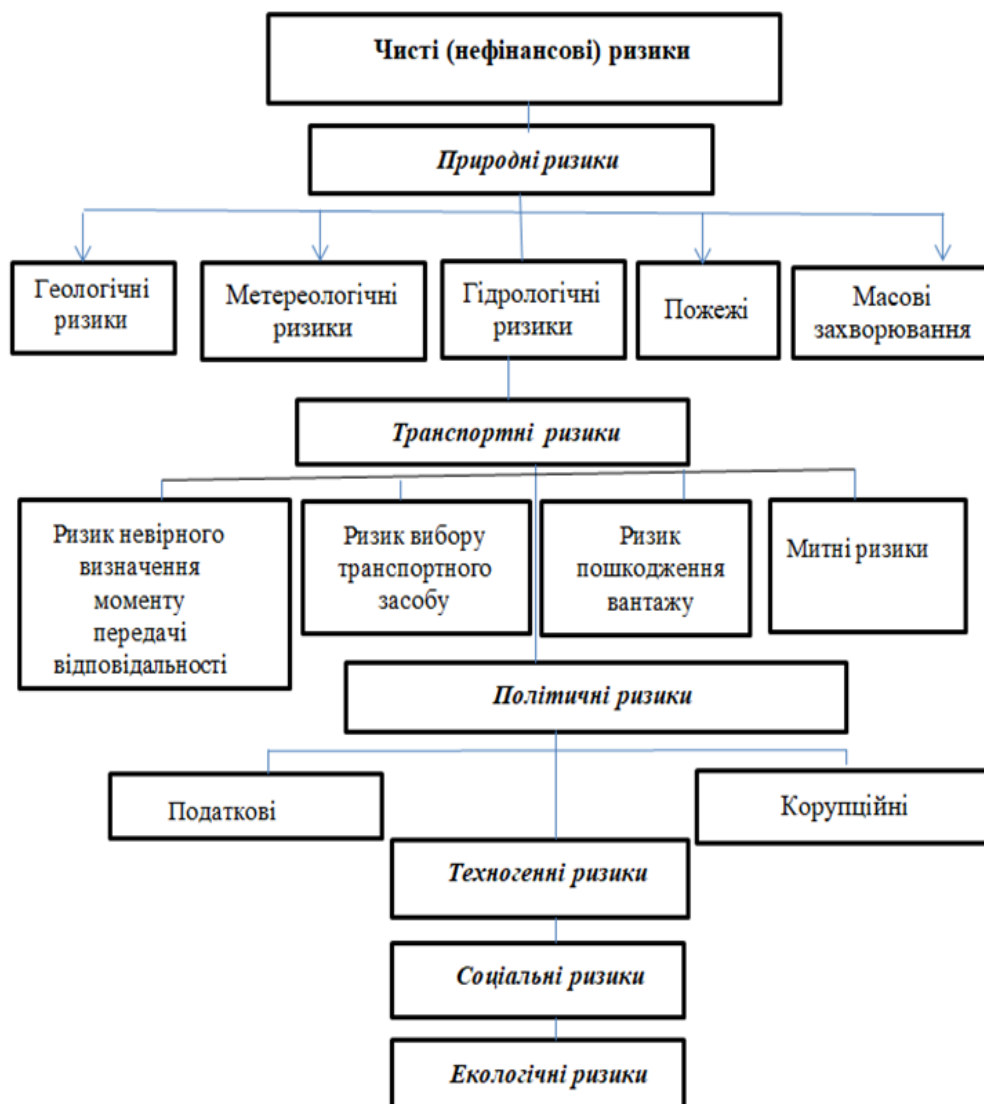 Чисті (нефінансові) ризики
Природні ризики
Геологічні
ризики
Метереологічні
ризики
Гідрологічні
ризики
Пожежі
Масові
захворювання
Транспортні ризики
Ризик невірного
визначення
моменту
передачі
відповідальності
Ризик вибору
транспортного
засобу
Ризик
пошкодження
вантажу
Митні ризики
Політичні ризики
Податкові
Корупційні
Техногенні ризики
Соціальні ризики
Екологічні ризики